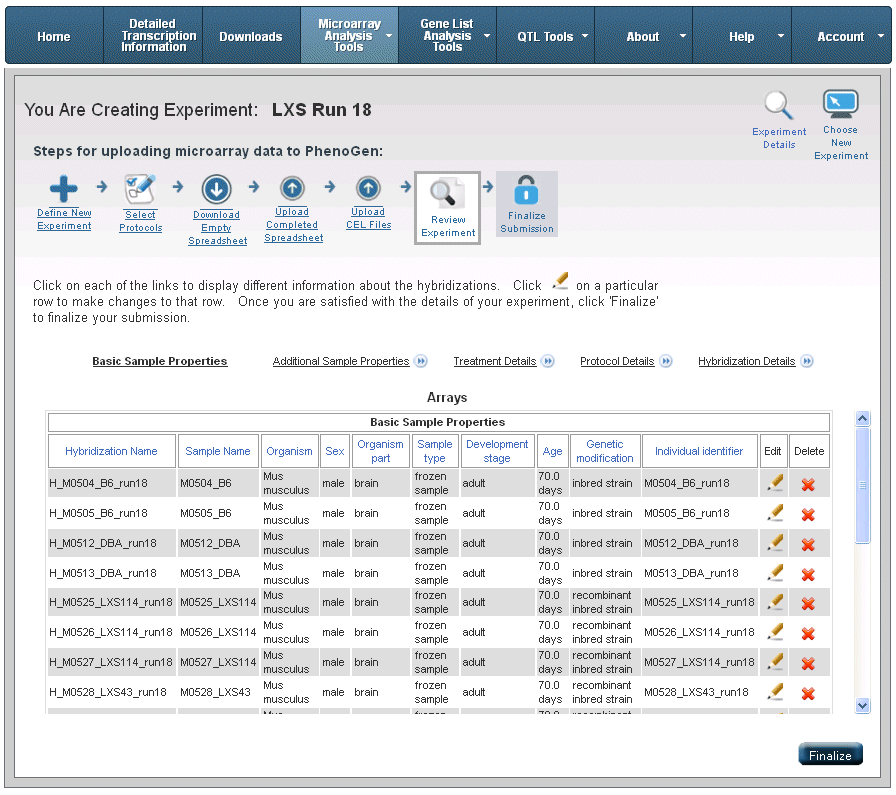 Home
Detailed
Transcription
Information
Downloads
Microarray
Analysis
Tools
Gene List
Analysis
Tools
QTL Tools
About
Help
Account
You Are Creating Experiment: LXS Run 18
Experiment
Details
Choose
New
Experiment
Steps for uploading microarray data to PhenoGen:
Define New
Experiment
Select
Protocols
Download
Empty
Spreadsheet
Upload
Completed
Spreadsheet
Upload
CEL Files
Review
Experiment
Finalize
Submission
Click on each of the links to display different information about the hybridizations. Click on a particular
row to make changes to that row. Once you are satisfied with the details of your experiment, click 'Finalize'
to finalize your submission.
Basic Sample Properties Additional Sample Properties Treatment Details Protocol Details Hybridization Details
Arrays
Basic Sample Properties
Hybridization Name Sample Name Organism Sex Organism part Sample type Development stage Age Genetic modification Individual identifier Edit Delete
H_M0504_B6_run18 M0504_B6 Mus musculus male brain frozen sample adult 70.0 days inbred strain M0504_B6_run18
H_M0505_B6_run18 M0505_B6 Mus musculus male brain frozen sample adult 70.0 days inbred strain M0505_B6_run18
H_M0512_DBA_run18 M0512_DBA Mus musculus male brain frozen sample adult 70.0 days inbred strain M0512_DBA_run18
H_M0513_DBA_run18 M0513_DBA Mus musculus male brain frozen sample adult 70.0 days inbred strain M0513_DBA_run18
H_M0525_LXS114_run18 M0525_LXS114 Mus musculus male brain frozen sample adult 70.0 days recombinant inbred strain M0525_LXS114_run18
H_M0526_LXS114_run18 M0526_LXS114 Mus musculus male brain frozen sample adult 70.0 days recombinant inbred strain M0526_LXS114_run18
H_M0527_LXS114_run18 M0527_LXS114 Mus musculus male brain frozen sample adult 70.0 days recombinant inbred strain M0527_LXS114_run18
H_M0528_LXS43_run18 M0528_LXS43 Mus musculus male brain frozen sample adult 70.0 days recombinant inbred strain M0528_LXS43_run18
Finalize